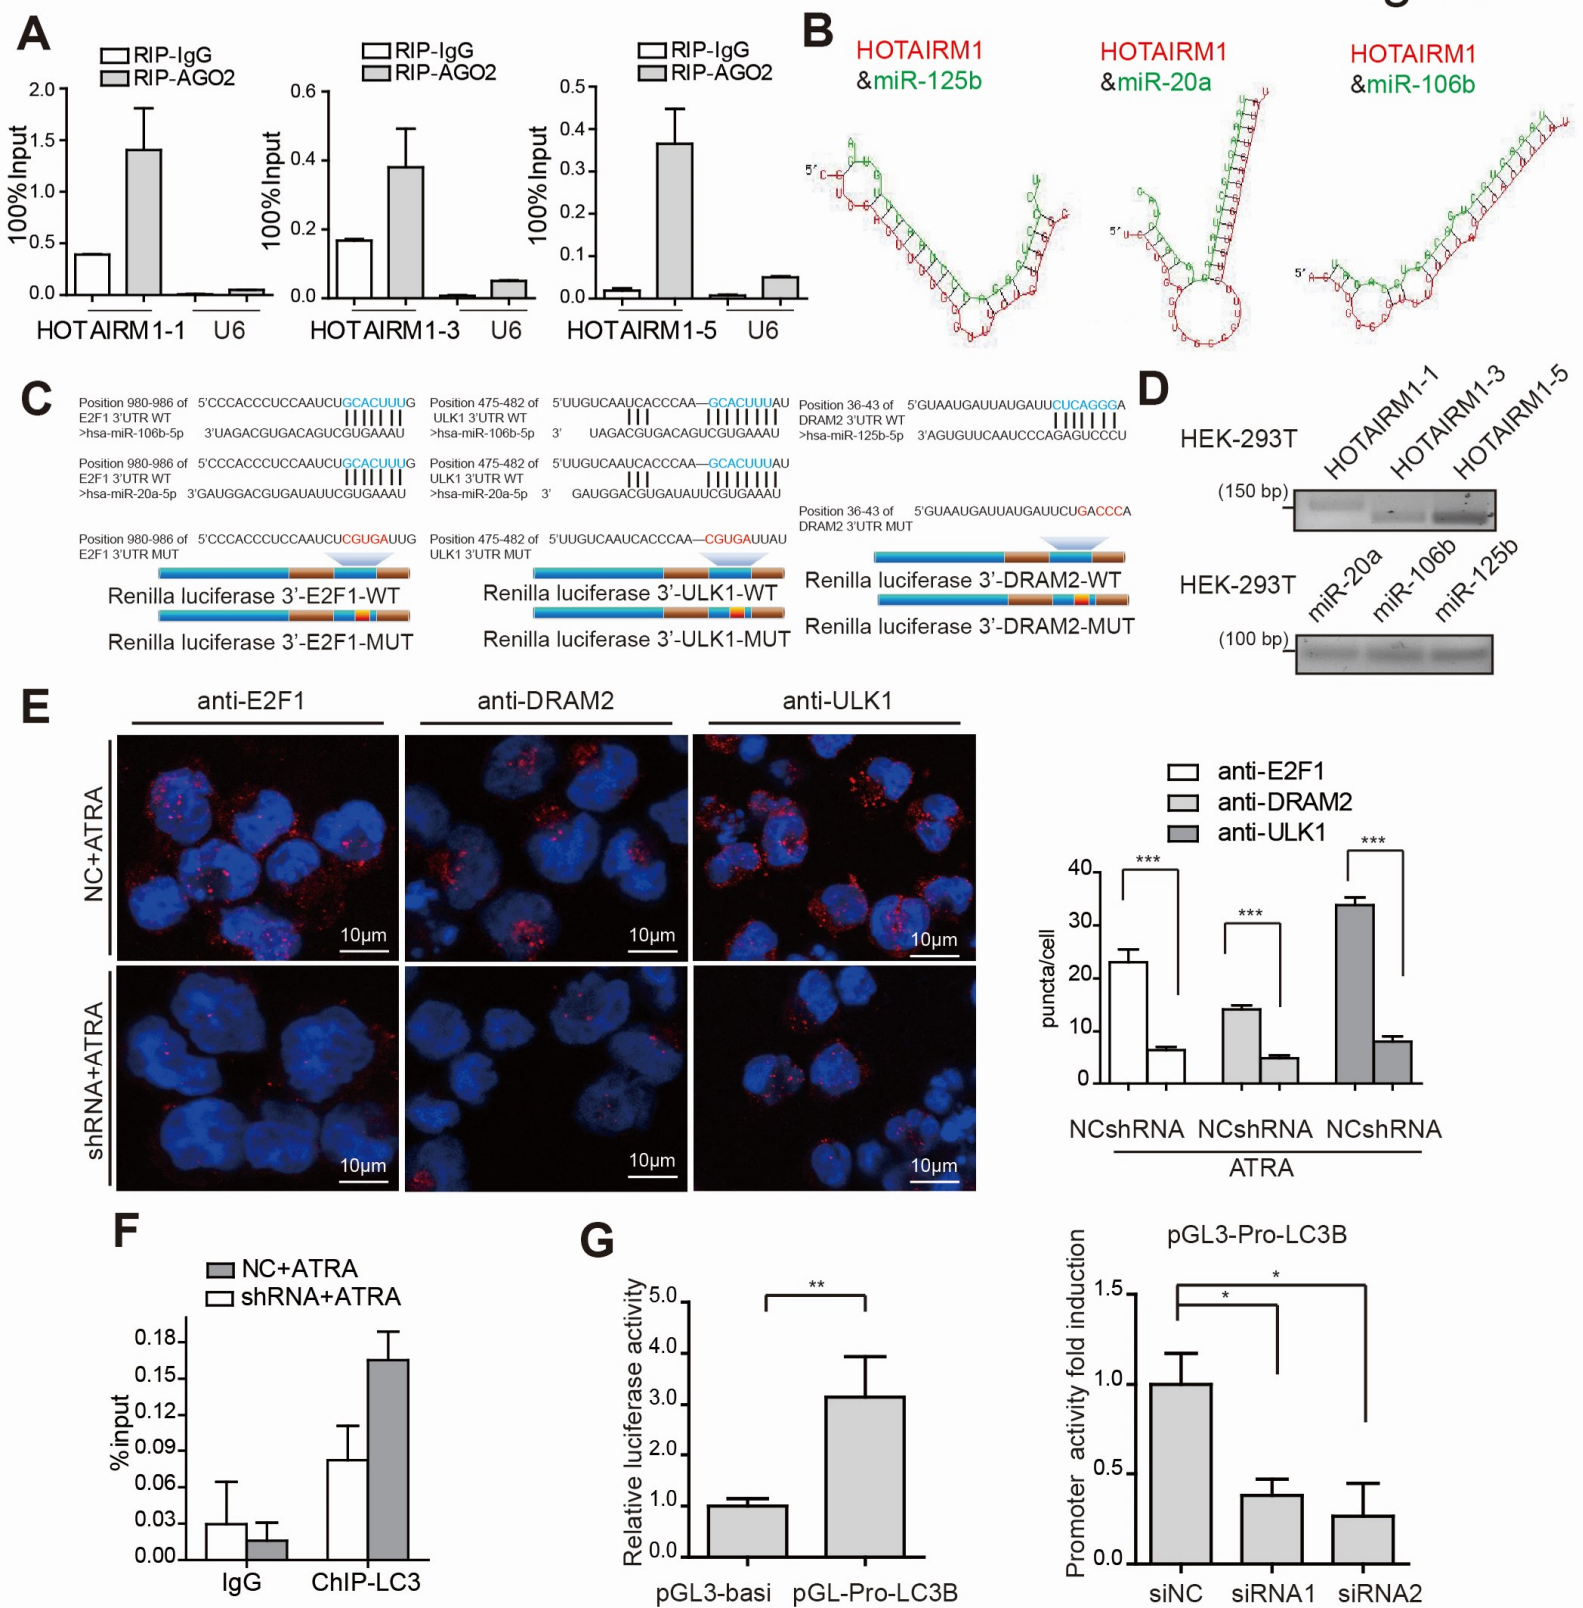 A
RIP-IgG
RIP-AGO2
100%Input
2.0
1.5
1.0
0.5
0.0
HOTAIRM1-1
U6
RIP-IgG
RIP-AGO2
100%Input
0.6
0.4
0.2
0.0
HOTAIRM1-3
U6
RIP-IgG
RIP-AGO2
100%Input
0.5
0.4
0.3
0.2
0.1
0.0
HOTAIRM1-5
U6
B
HOTAIRM1
&miR-125b
5'
HOTAIRM1
&miR-20a
5'
HOTAIRM1
&miR-106b
5'
C
Position 980-986 of 5'CCCACCCUCCAAUCUGCACUUUG
E2F1 3'UTR WT
>hsa-miR-106b-5p 3'UAGACGUGACAGUCGUGAAAU
Position 980-986 of 5'CCCACCCUCCAAUCUGCACUUUG
E2F1 3'UTR WT
>hsa-miR-20a-5p 3'GAUGGACGUGAUAUUCGUGAAAU
Position 980-986 of 5'CCCACCCUCCAAUCUCGUGAUUG
E2F1 3'UTR MUT
Renilla luciferase 3'-E2F1-WT
Renilla luciferase 3'-E2F1-MUT
Position 475-482 of 5'UUGUCAAUCACCCAA—GCACUUUAU
ULK1 3'UTR WT
>hsa-miR-106b-5p 3' UAGACGUGACAGUCGUGAAAU
Position 475-482 of 5'UUGUCAAUCACCCAA—GCACUUUAU
ULK1 3'UTR WT
>hsa-miR-20a-5p 3' GAUGGACGUGAUAUUCGUGAAAU
Position 475-482 of 5'UUGUCAAUCACCCAA—CGUGAUUAU
ULK1 3'UTR MUT
Renilla luciferase 3'-ULK1-WT
Renilla luciferase 3'-ULK1-MUT
Position 36-43 of 5'GUAAUGAUUAUGAUUCUCAGGGA
DRAM2 3'UTR WT
>hsa-miR-125b-5p 3'AGUGUUCAAUCCCAGAGUCCCU
Position 36-43 of 5'GUAAUGAUUAUGAUUCUGACCCA
DRAM2 3'UTR MUT
Renilla luciferase 3'-DRAM2-WT
Renilla luciferase 3'-DRAM2-MUT
D
HOTAIRM1-1
HOTAIRM1-3
HOTAIRM1-5
HEK-293T
(150 bp)
miR-20a
miR-106b
miR-125b
HEK-293T
(100 bp)
E
anti-E2F1
anti-DRAM2
anti-ULK1
NC+ATRA
10μm
10μm
10μm
shRNA+ATRA
10μm
10μm
10μm
anti-E2F1
anti-DRAM2
anti-ULK1
puncta/cell
40
30
20
10
0
***
***
***
NCshRNA NCshRNA NCshRNA
ATRA
F
NC+ATRA
shRNA+ATRA
%input
0.18
0.15
0.12
0.09
0.06
0.03
0.00
IgG
ChIP-LC3
G
Relative luciferase activity
5.0
4.0
3.0
2.0
1.0
0.0
**
pGL3-basi
pGL-Pro-LC3B
pGL3-Pro-LC3B
Promoter activity fold induction
1.5
1.0
0.5
0.0
*
*
siNC
siRNA1
siRNA2